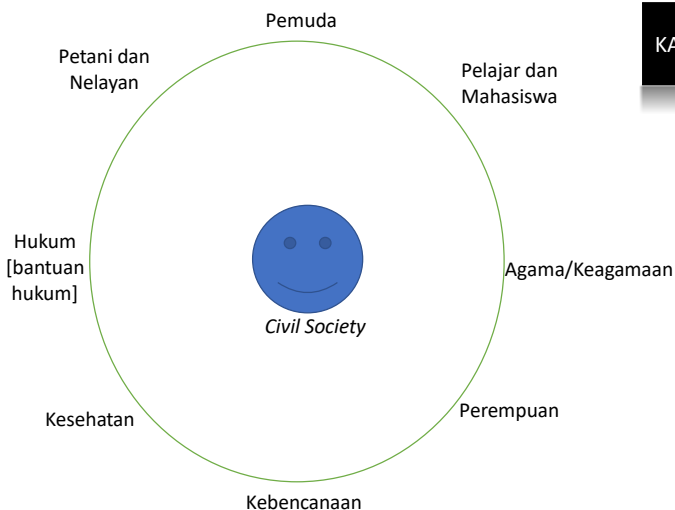 Pemuda
Petani dan
Nelayan
Pelajar dan
Mahasiswa
Hukum
[bantuan
hukum]
Agama/Keagamaan
Civil Society
Kesehatan
Perempuan
Kebencanaan